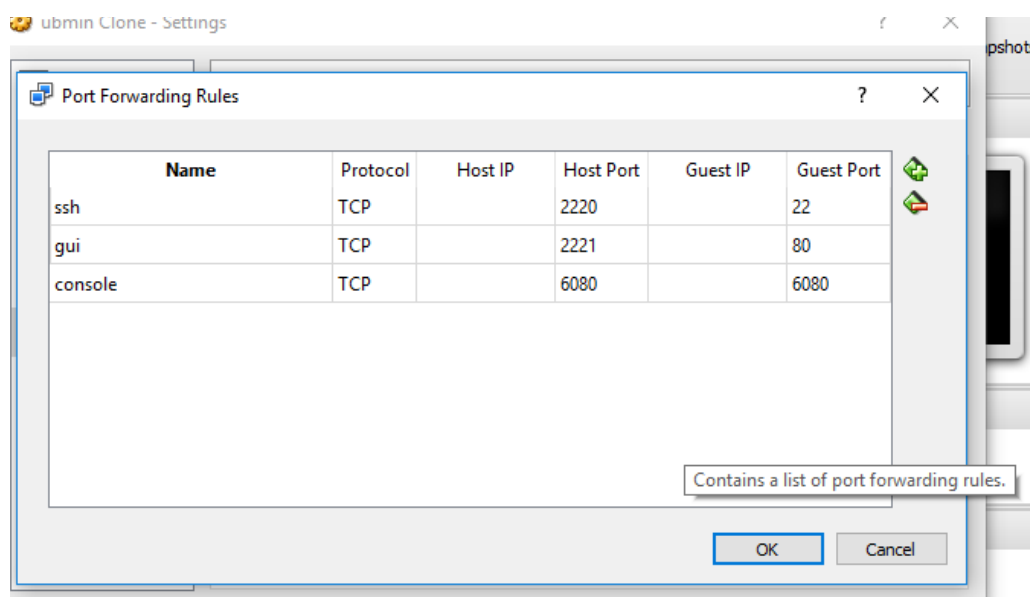 ubmin Clone - Settings ?
pshot
Port Forwarding Rules ?
Name Protocol Host IP Host Port Guest IP Guest Port
ssh TCP 2220 22
gui TCP 2221 80
console TCP 6080 6080
Contains a list of port forwarding rules.
OK Cancel